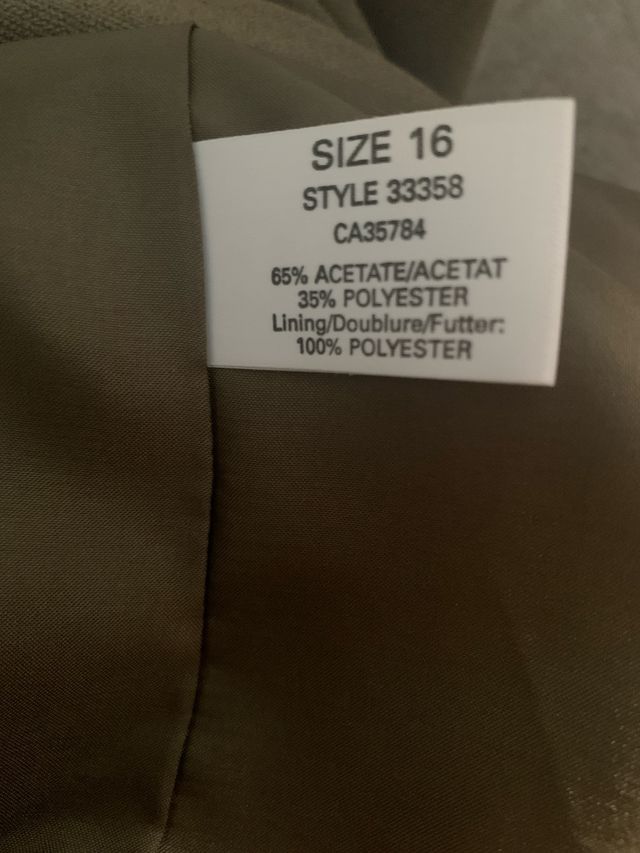 SIZE 16
STYLE 33358
CA35784
65% ACETATE/ACETAT
35% POLYESTER
Lining/Doublure/Futter:
100% POLYESTER